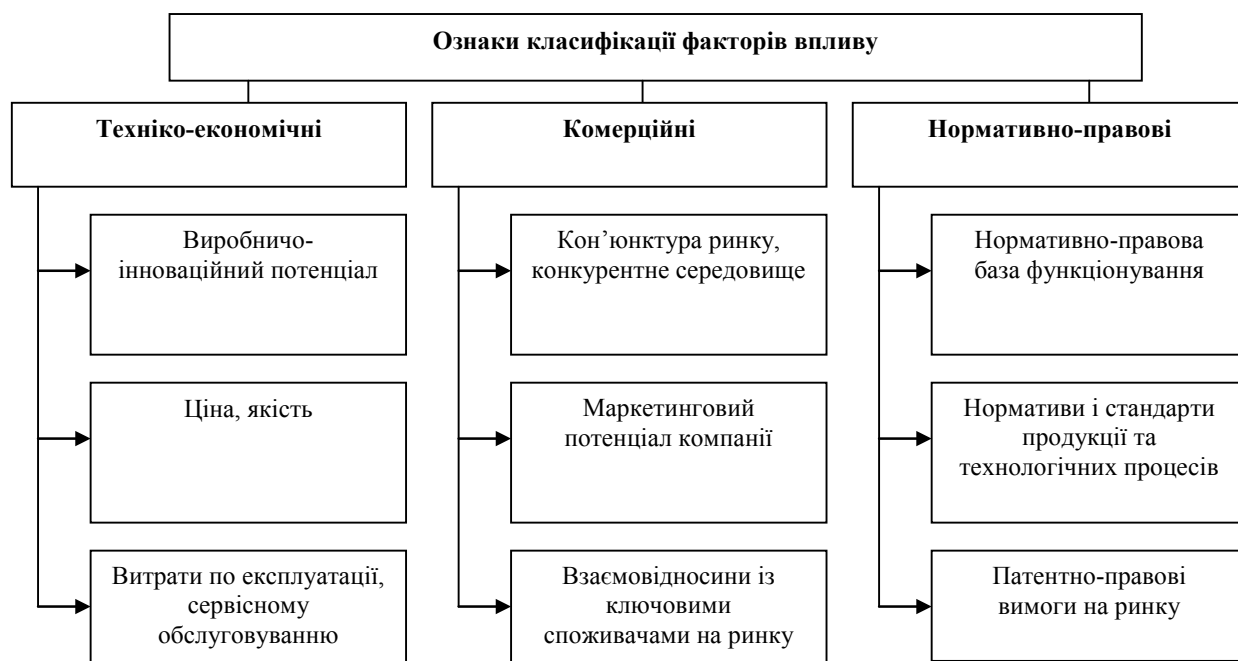 Ознаки класифікації факторів впливу
Техніко-економічні
Комерційні
Нормативно-правові
Виробничо-
інноваційний потенціал
Кон’юнктура ринку,
конкурентне середовище
Нормативно-правова
база функціонування
Ціна, якість
Маркетинговий
потенціал компанії
Нормативи і стандарти
продукції та
технологічних процесів
Витрати по експлуатації,
сервісному
обслуговуванню
Взаємовідносини із
ключовими
споживачами на ринку
Патентно-правові
вимоги на ринку